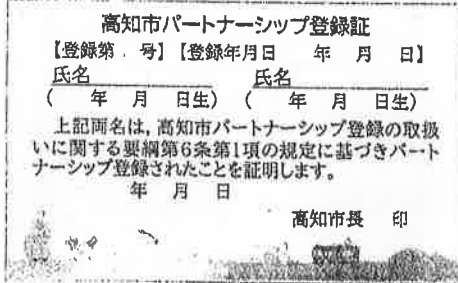 高知市パートナーシップ登録証
【登録第 号】【登録年月日 年 月 日】
氏名 氏名
( 年 月 日生) ( 年 月 日生)
上記両名は,高知市パートナーシップ登録の取扱
いに関する要綱第6条第1項の規定に基づきパート
ナーシップ登録されたことを証明します。
年 月 日
高知市長 印